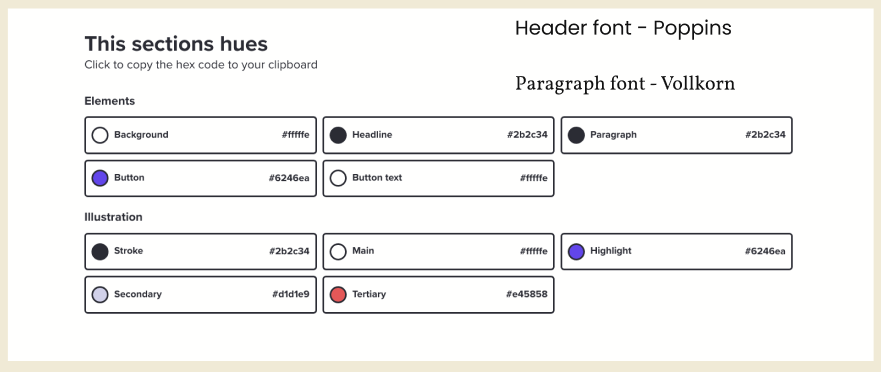 Header font - Poppins
This sections hues
Click to copy the hex code to your clipboard
Paragraph font - Vollkorn
Elements
Background #fffffe
Headline #2b2c34
Paragraph #2b2c34
Button #6246ea
Button text #fffffe
Illustration
Stroke #2b2c34
Main #fffffe
Highlight #6246ea
Secondary #d1d1e9
Tertiary #e45858